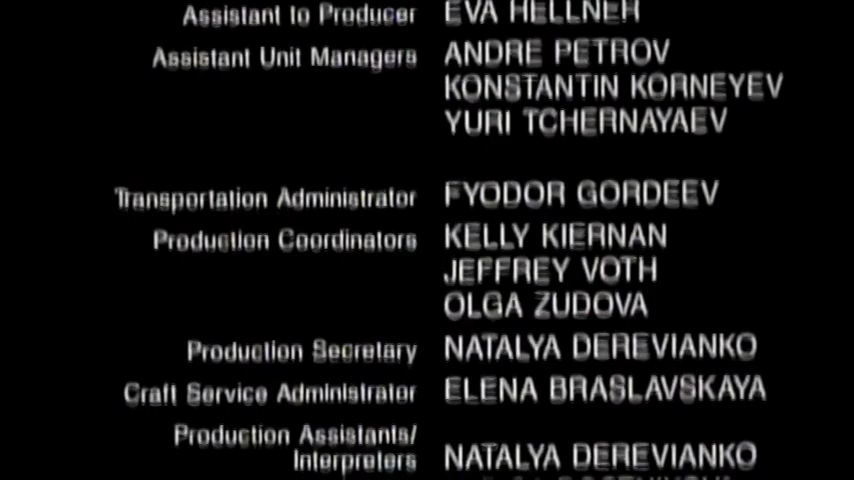 Assistant to Producer EVA HELLNER
Assistant Unit Managers ANDRE PETROV
KONSTANTIN KORNEYEV
YURI TCHERNAYAEV
Transportation Administrator FYODOR GORDEEV
Production Coordinators KELLY KIERNAN
JEFFREY VOTH
OLGA ZUDOVA
Production Secretary NATALYA DEREVIANKO
Craft Service Administrator ELENA BRASLAVSKAYA
Production Assistants/
Interpreters NATALYA DEREVIANKO